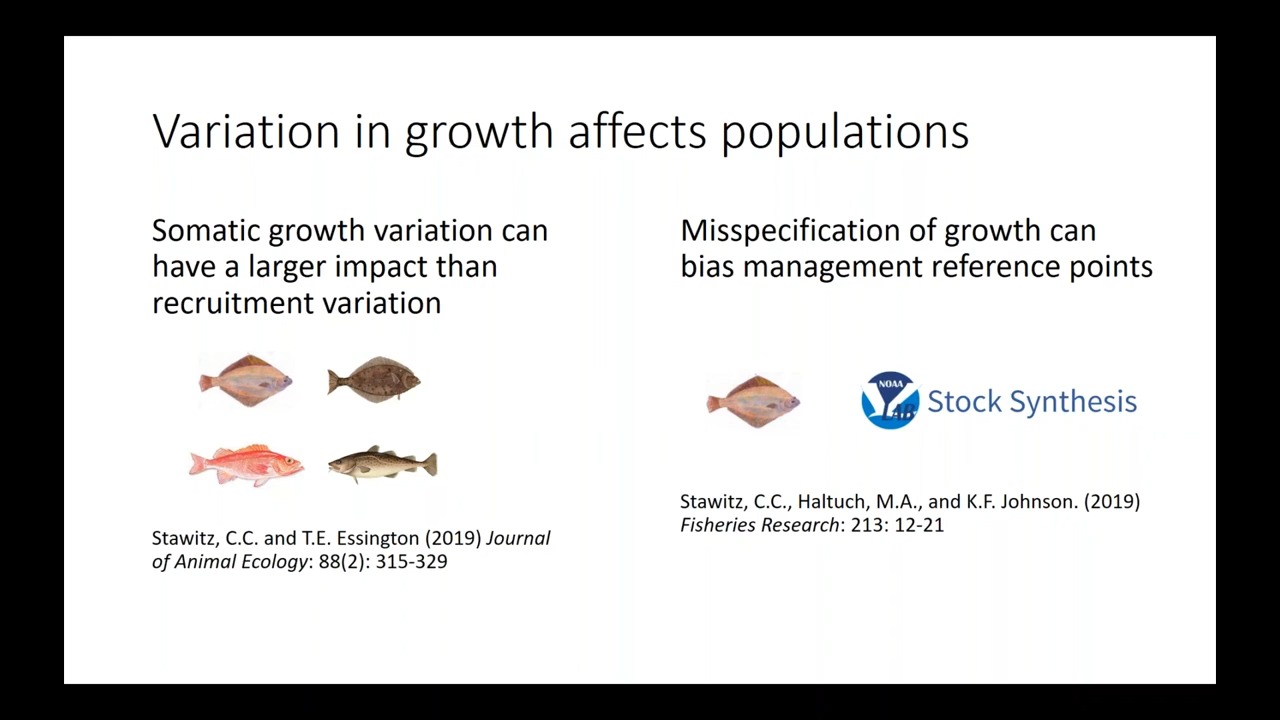 Variation in growth affects populations
Somatic growth variation can
have a larger impact than
recruitment variation
Stawitz, C.C. and T.E. Essington (2019) Journal
of Animal Ecology: 88(2): 315-329
Misspecification of growth can
bias management reference points
NOAA
LAB
Stock Synthesis
Stawitz, C.C., Haltuch, M.A., and K.F. Johnson. (2019)
Fisheries Research: 213: 12-21